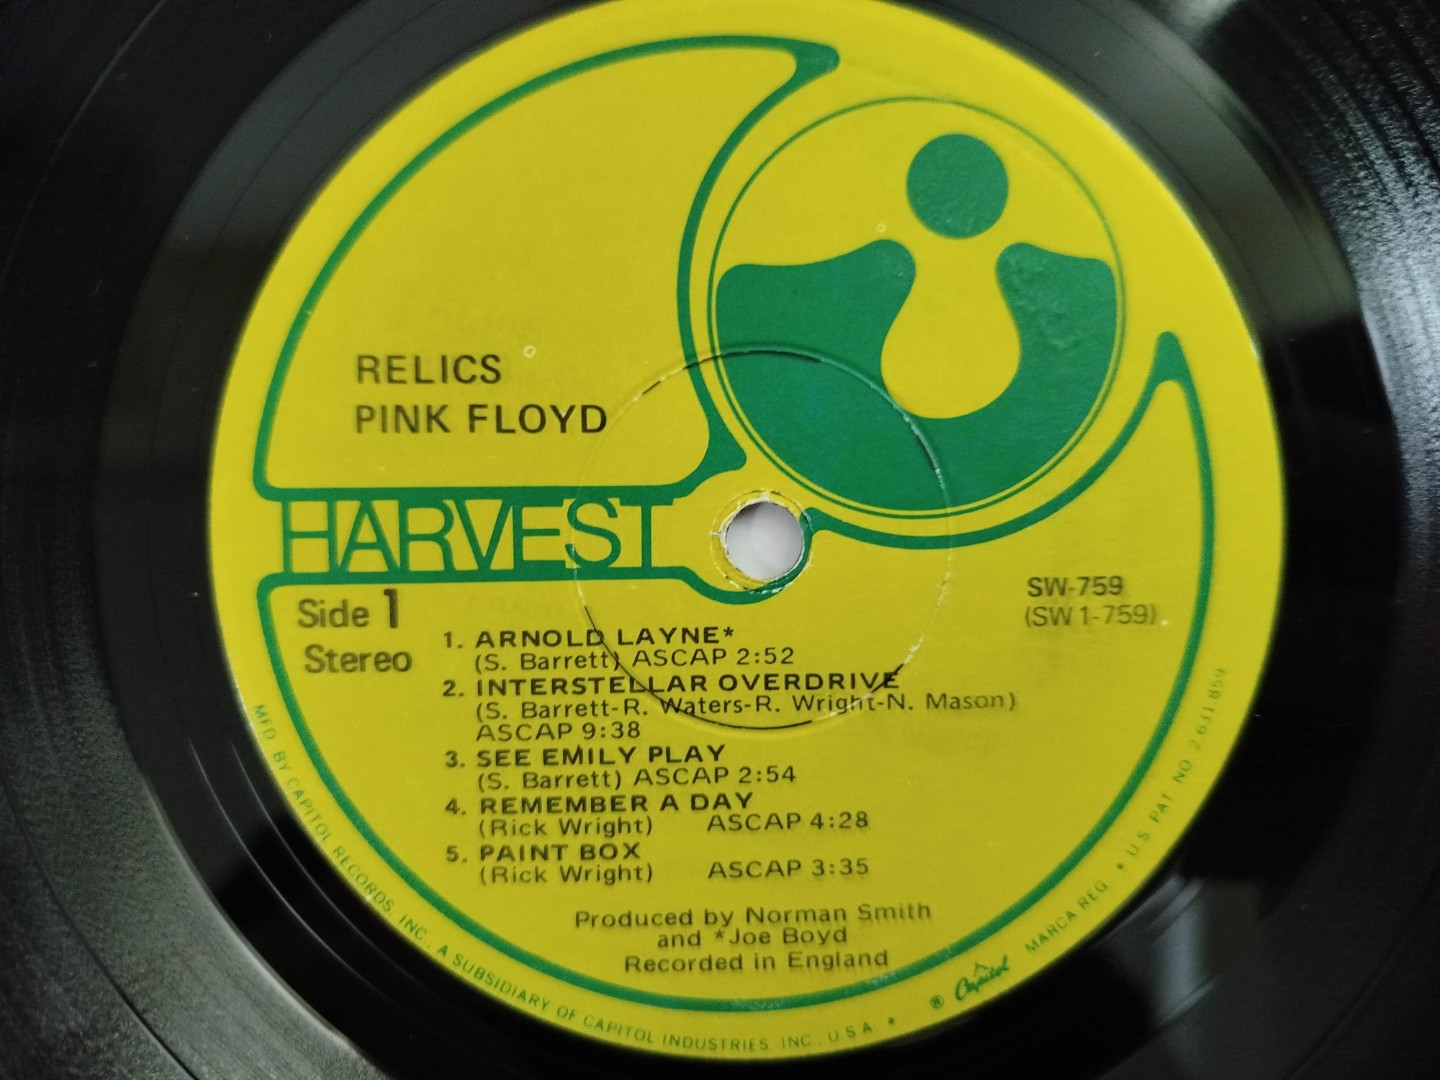 RELICS
PINK FLOYD
HARVEST
Side 1
Stereo
SW-759
(SW 1-759)
1. ARNOLD LAYNE*
(S. Barrett) ASCAP 2:52
2. INTERSTELLAR OVERDRIVE
(S. Barrett-R. Waters-R. Wright-N. Mason)
ASCAP 9:38
3. SEE EMILY PLAY
(S. Barrett) ASCAP 2:54
4. REMEMBER A DAY
(Rick Wright) ASCAP 4:28
5. PAINT BOX
(Rick Wright) ASCAP 3:35
Produced by Norman Smith
and *Joe Boyd
Recorded in England
MFD BY CAPITOL RECORDS, INC., A SUBSIDIARY OF CAPITOL INDUSTRIES, INC., U.S.A. • ® Capitol MARCA REG • U.S. PAT. NO 2,631,859